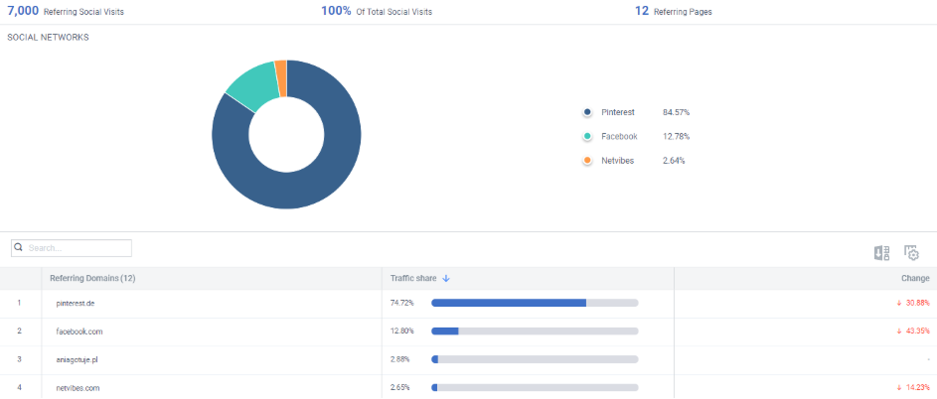 7,000 Referring Social Visits 100% Of Total Social Visits 12 Referring Pages
SOCIAL NETWORKS
Pinterest 84.57%
Facebook 12.78%
Netvibes 2.64%
Search...
Referring Domains (12) Traffic share ↓ Change
1 pinterest.de 74.72% ↓ 30.88%
2 facebook.com 12.80% ↓ 43.35%
3 aniagotuje.pl 2.88% -
4 netvibes.com 2.65% ↓ 14.23%